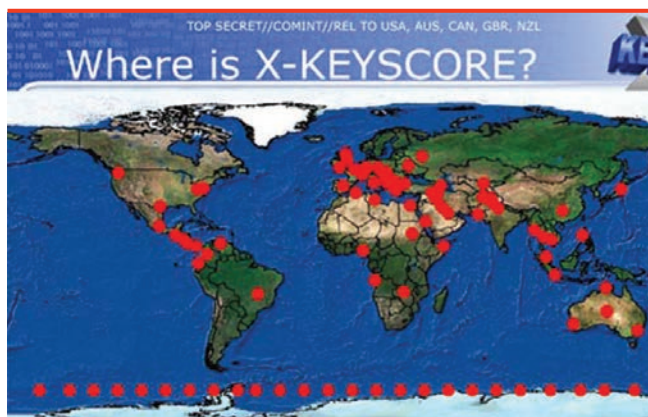 TOP SECRET//COMINT//REL TO USA, AUS, CAN, GBR, NZL
Where is X-KEYSCORE?